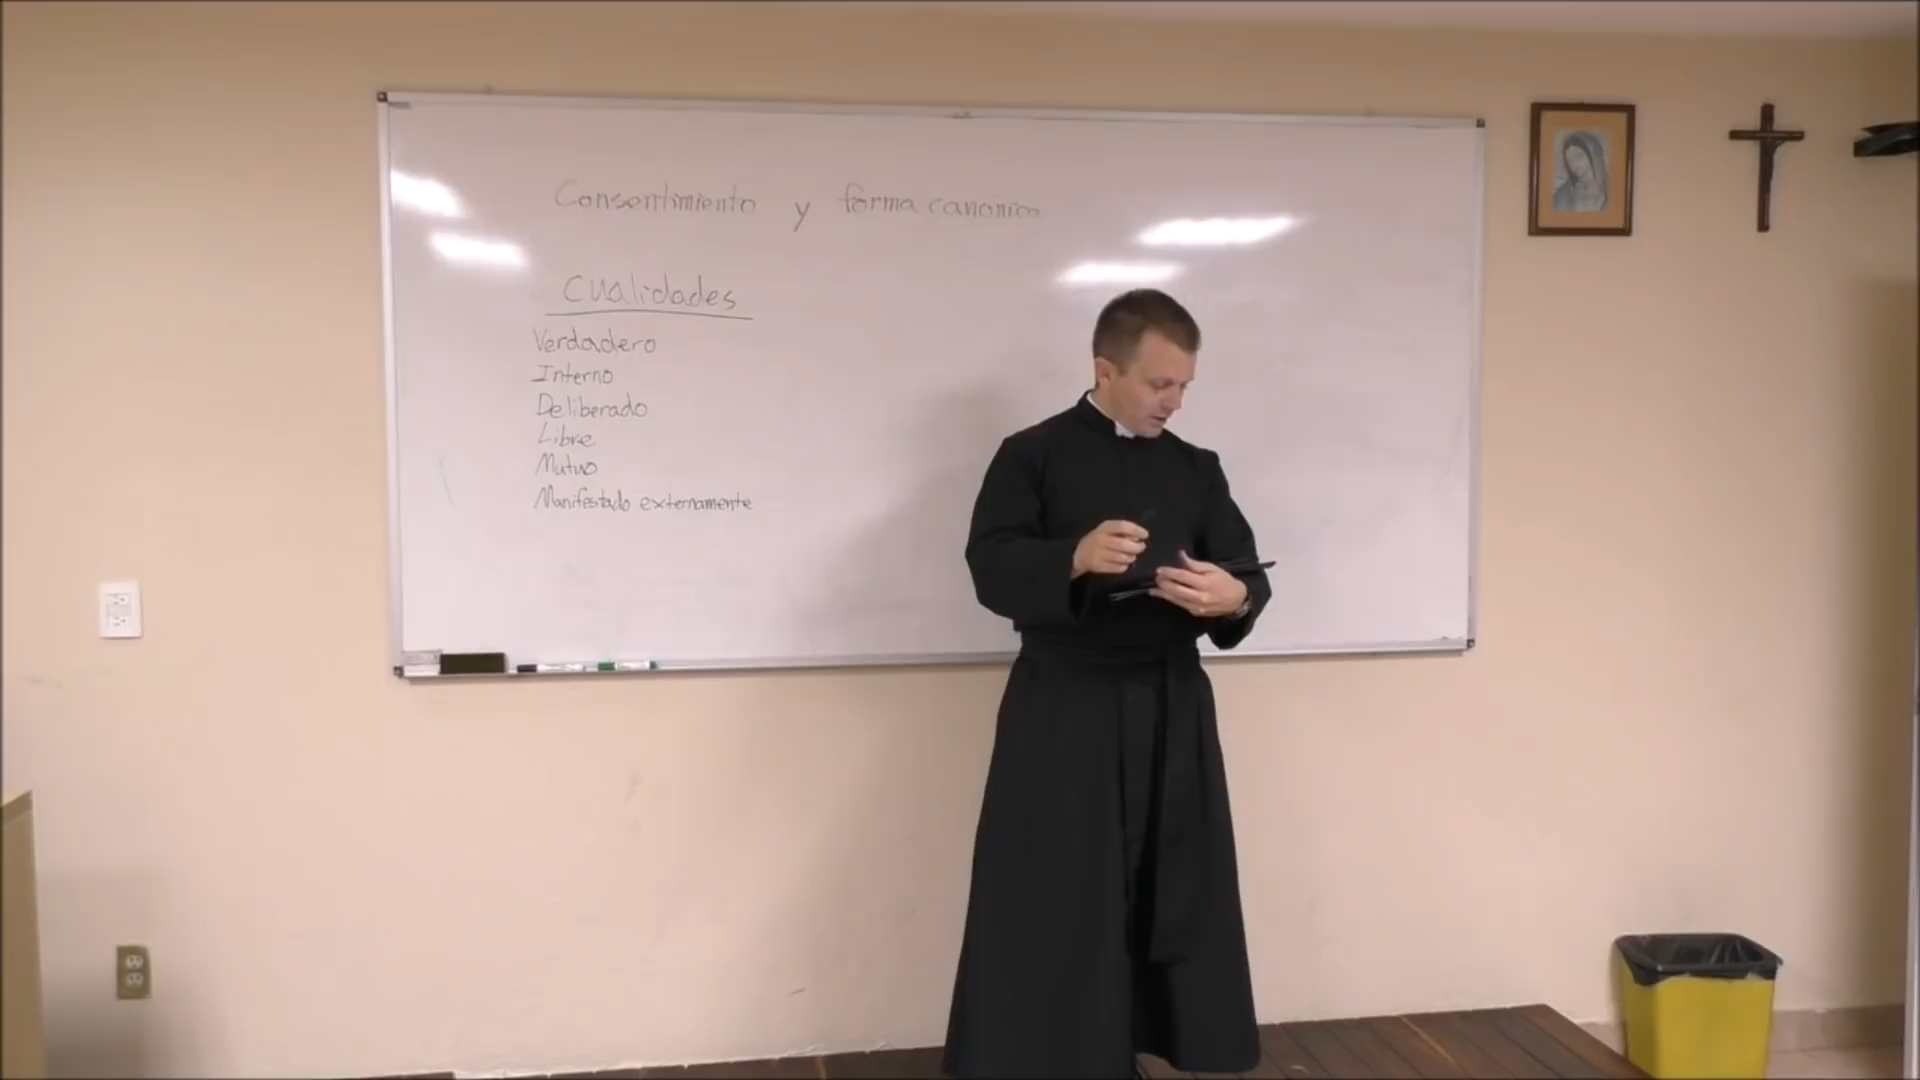 Consentimiento y forma canonica
Cualidades
Verdadero
Interno
Deliberado
Libre
Mutuo
Manifestado externamente